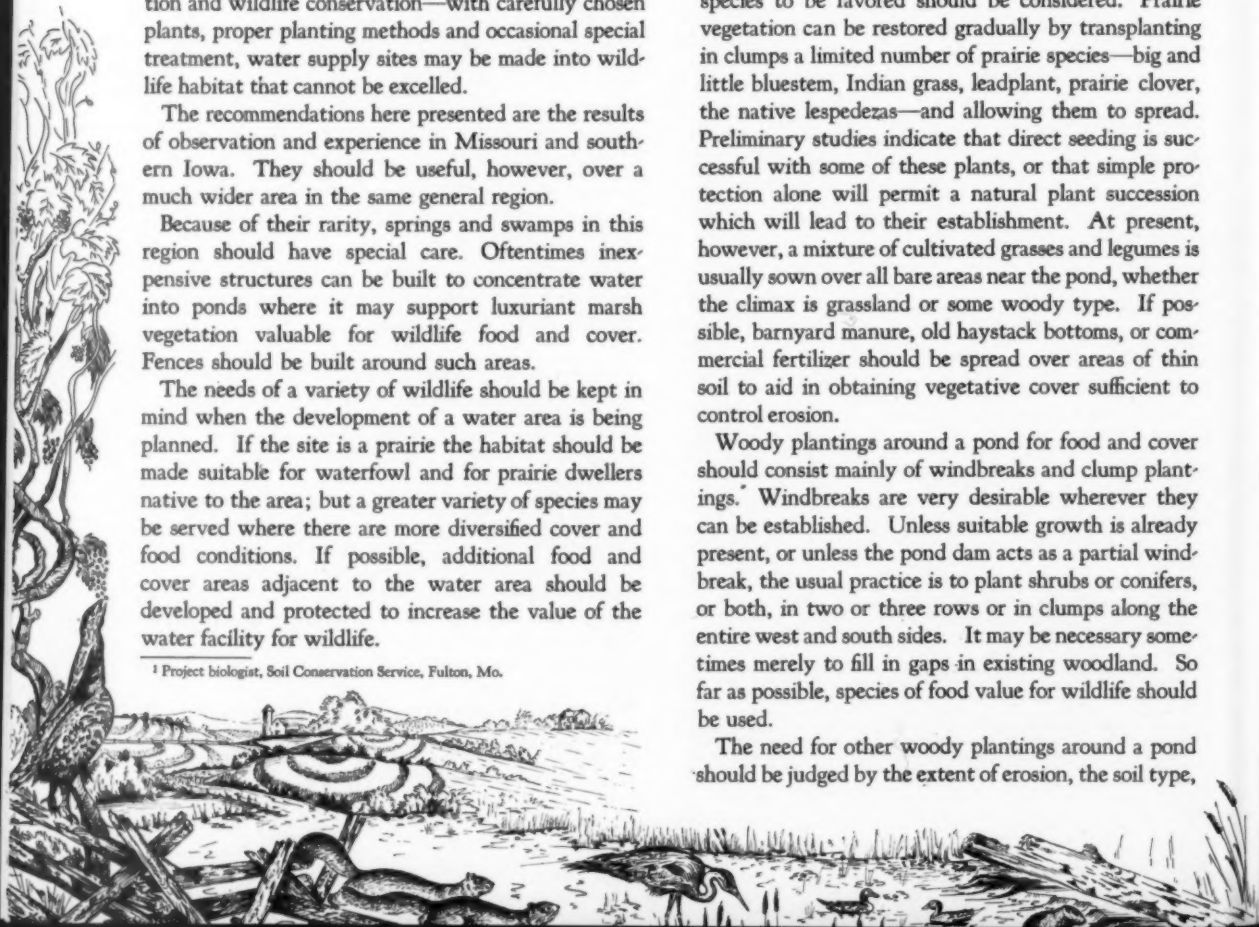 tion and wildlife conservation—with carefully chosen
plants, proper planting methods and occasional special
treatment, water supply sites may be made into wild-
life habitat that cannot be excelled.
The recommendations here presented are the results
of observation and experience in Missouri and south-
ern Iowa. They should be useful, however, over a
much wider area in the same general region.
Because of their rarity, springs and swamps in this
region should have special care. Oftentimes inex-
pensive structures can be built to concentrate water
into ponds where it may support luxuriant marsh
vegetation valuable for wildlife food and cover.
Fences should be built around such areas.
The needs of a variety of wildlife should be kept in
mind when the development of a water area is being
planned. If the site is a prairie the habitat should be
made suitable for waterfowl and for prairie dwellers
native to the area; but a greater variety of species may
be served where there are more diversified cover and
food conditions. If possible, additional food and
cover areas adjacent to the water area should be
developed and protected to increase the value of the
water facility for wildlife.
¹ Project biologist, Soil Conservation Service, Fulton, Mo.
species to be favored should be considered. Prairie
vegetation can be restored gradually by transplanting
in clumps a limited number of prairie species—big and
little bluestem, Indian grass, leadplant, prairie clover,
the native lespedezas—and allowing them to spread.
Preliminary studies indicate that direct seeding is suc-
cessful with some of these plants, or that simple pro-
tection alone will permit a natural plant succession
which will lead to their establishment. At present,
however, a mixture of cultivated grasses and legumes is
usually sown over all bare areas near the pond, whether
the climax is grassland or some woody type. If pos-
sible, barnyard manure, old haystack bottoms, or com-
mercial fertilizer should be spread over areas of thin
soil to aid in obtaining vegetative cover sufficient to
control erosion.
Woody plantings around a pond for food and cover
should consist mainly of windbreaks and clump plant-
ings. Windbreaks are very desirable wherever they
can be established. Unless suitable growth is already
present, or unless the pond dam acts as a partial wind-
break, the usual practice is to plant shrubs or conifers,
or both, in two or three rows or in clumps along the
entire west and south sides. It may be necessary some-
times merely to fill in gaps in existing woodland. So
far as possible, species of food value for wildlife should
be used.
The need for other woody plantings around a pond
should be judged by the extent of erosion, the soil type,